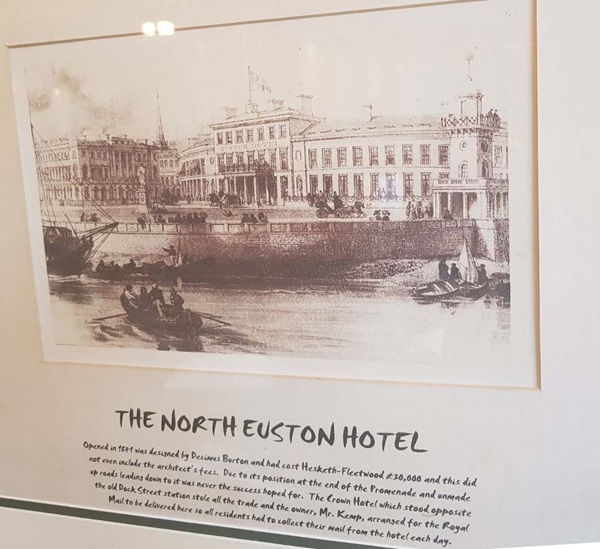 THE NORTH EUSTON HOTEL
Opened in 1841 was designed by Decimus Burton and had cost Hesketh-Fleetwood £30,000 and this did
not even include the architect's fees. Due to its position at the end of the Promenade and unmade
up roads leading down to it was never the success hoped for. The Crown Hotel which stood opposite
the old Dock Street station stole all the trade and the owner, Mr. Kemp, arranged for the Royal
Mail to be delivered here so all residents had to collect their mail from the hotel each day.